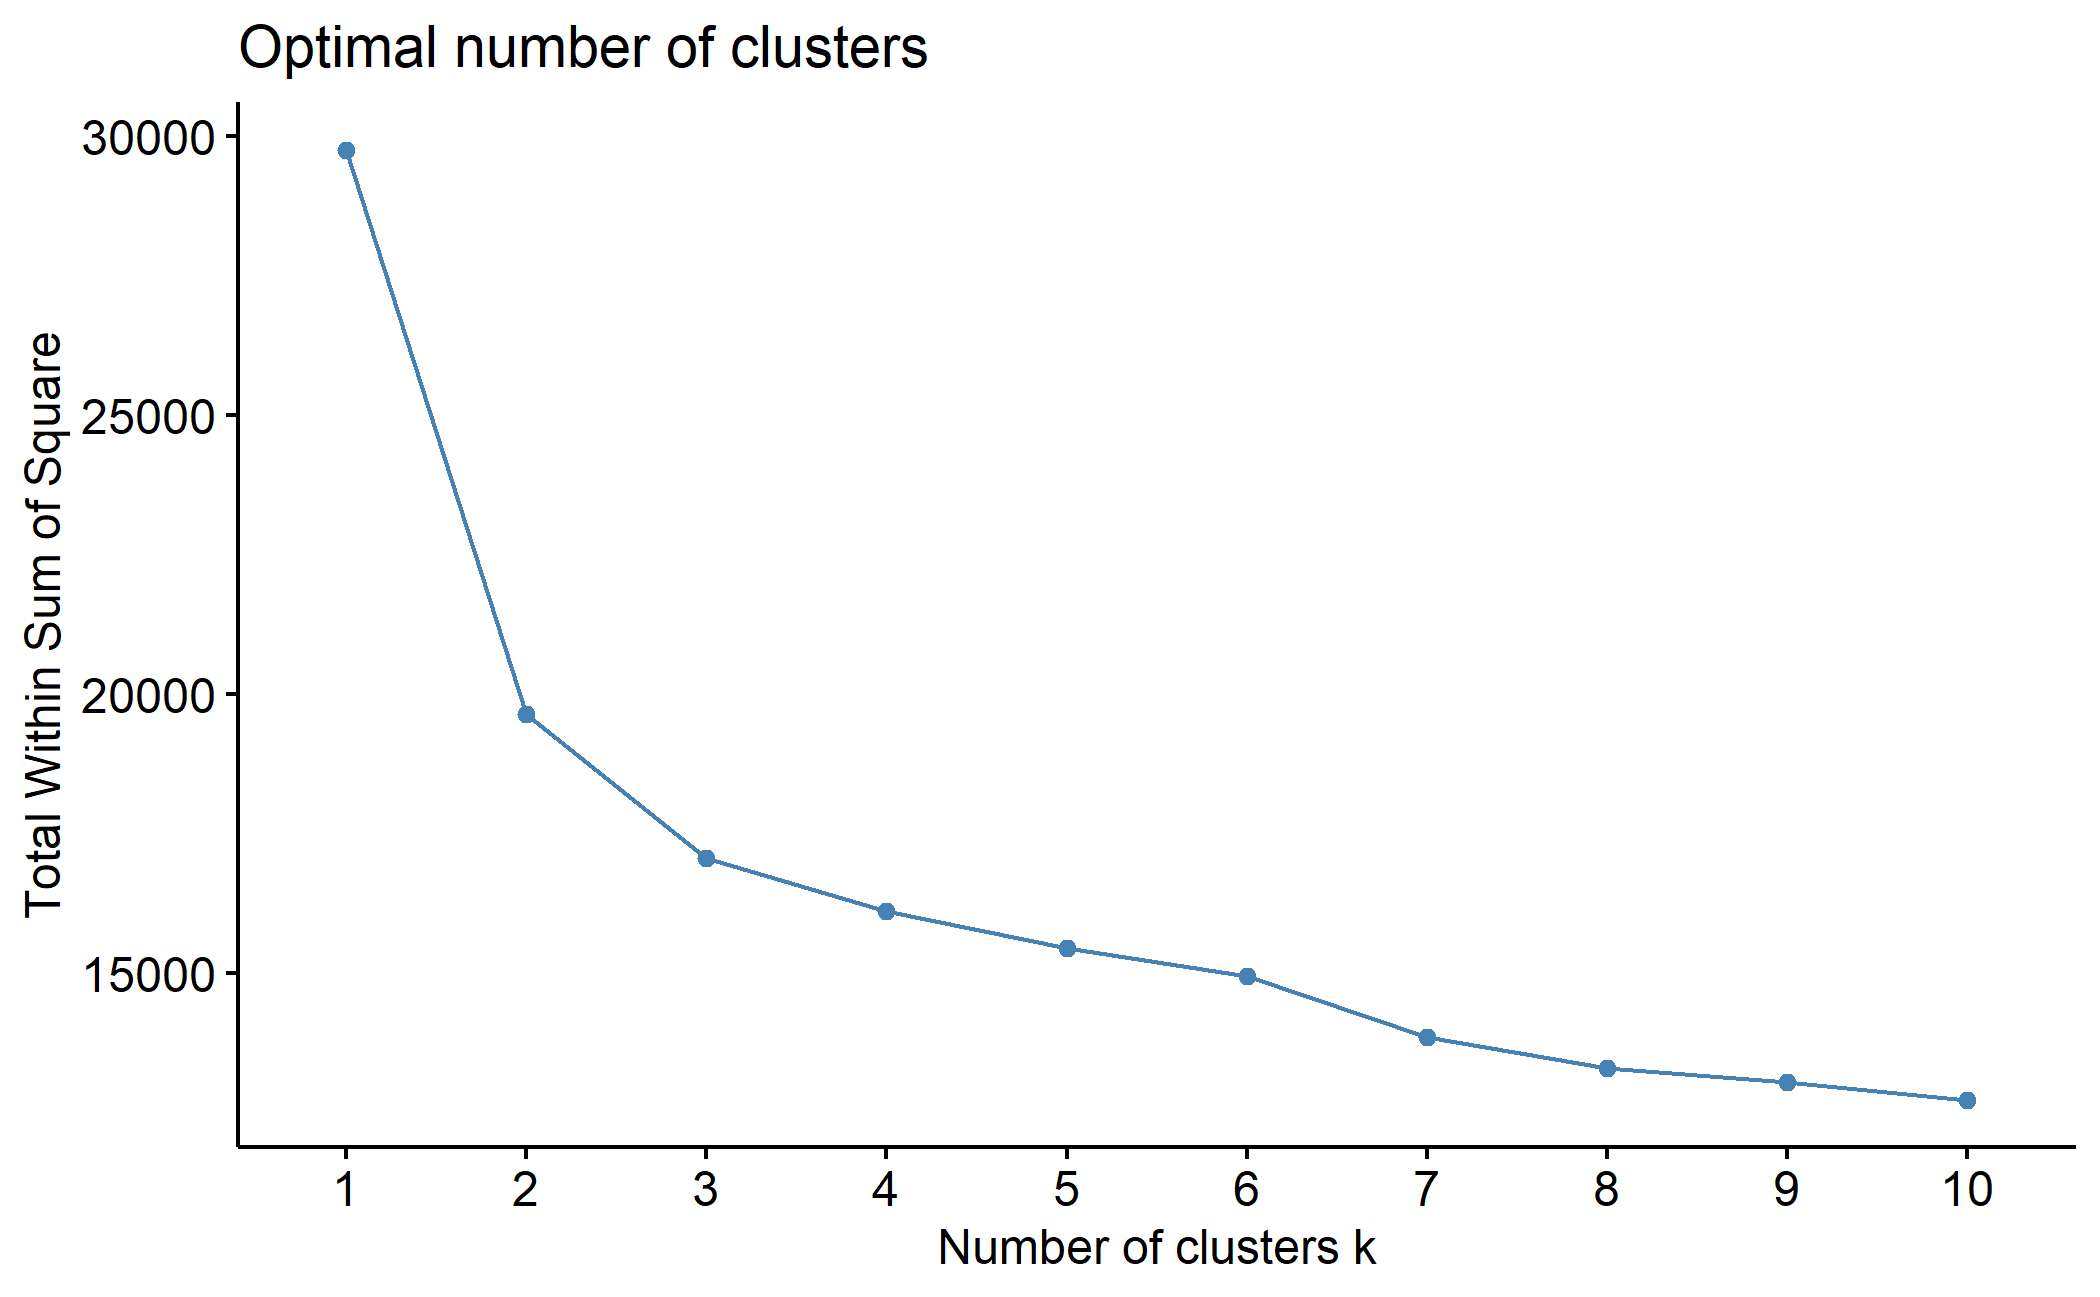 Optimal number of clusters
Total Within Sum of Square
30000
25000
20000
15000
1 2 3 4 5 6 7 8 9 10
Number of clusters k